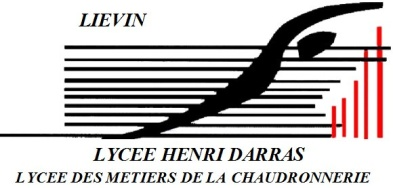 LIEVIN
LYCEE HENRI DARRAS
LYCEE DES METIERS DE LA CHAUDRONNERIE